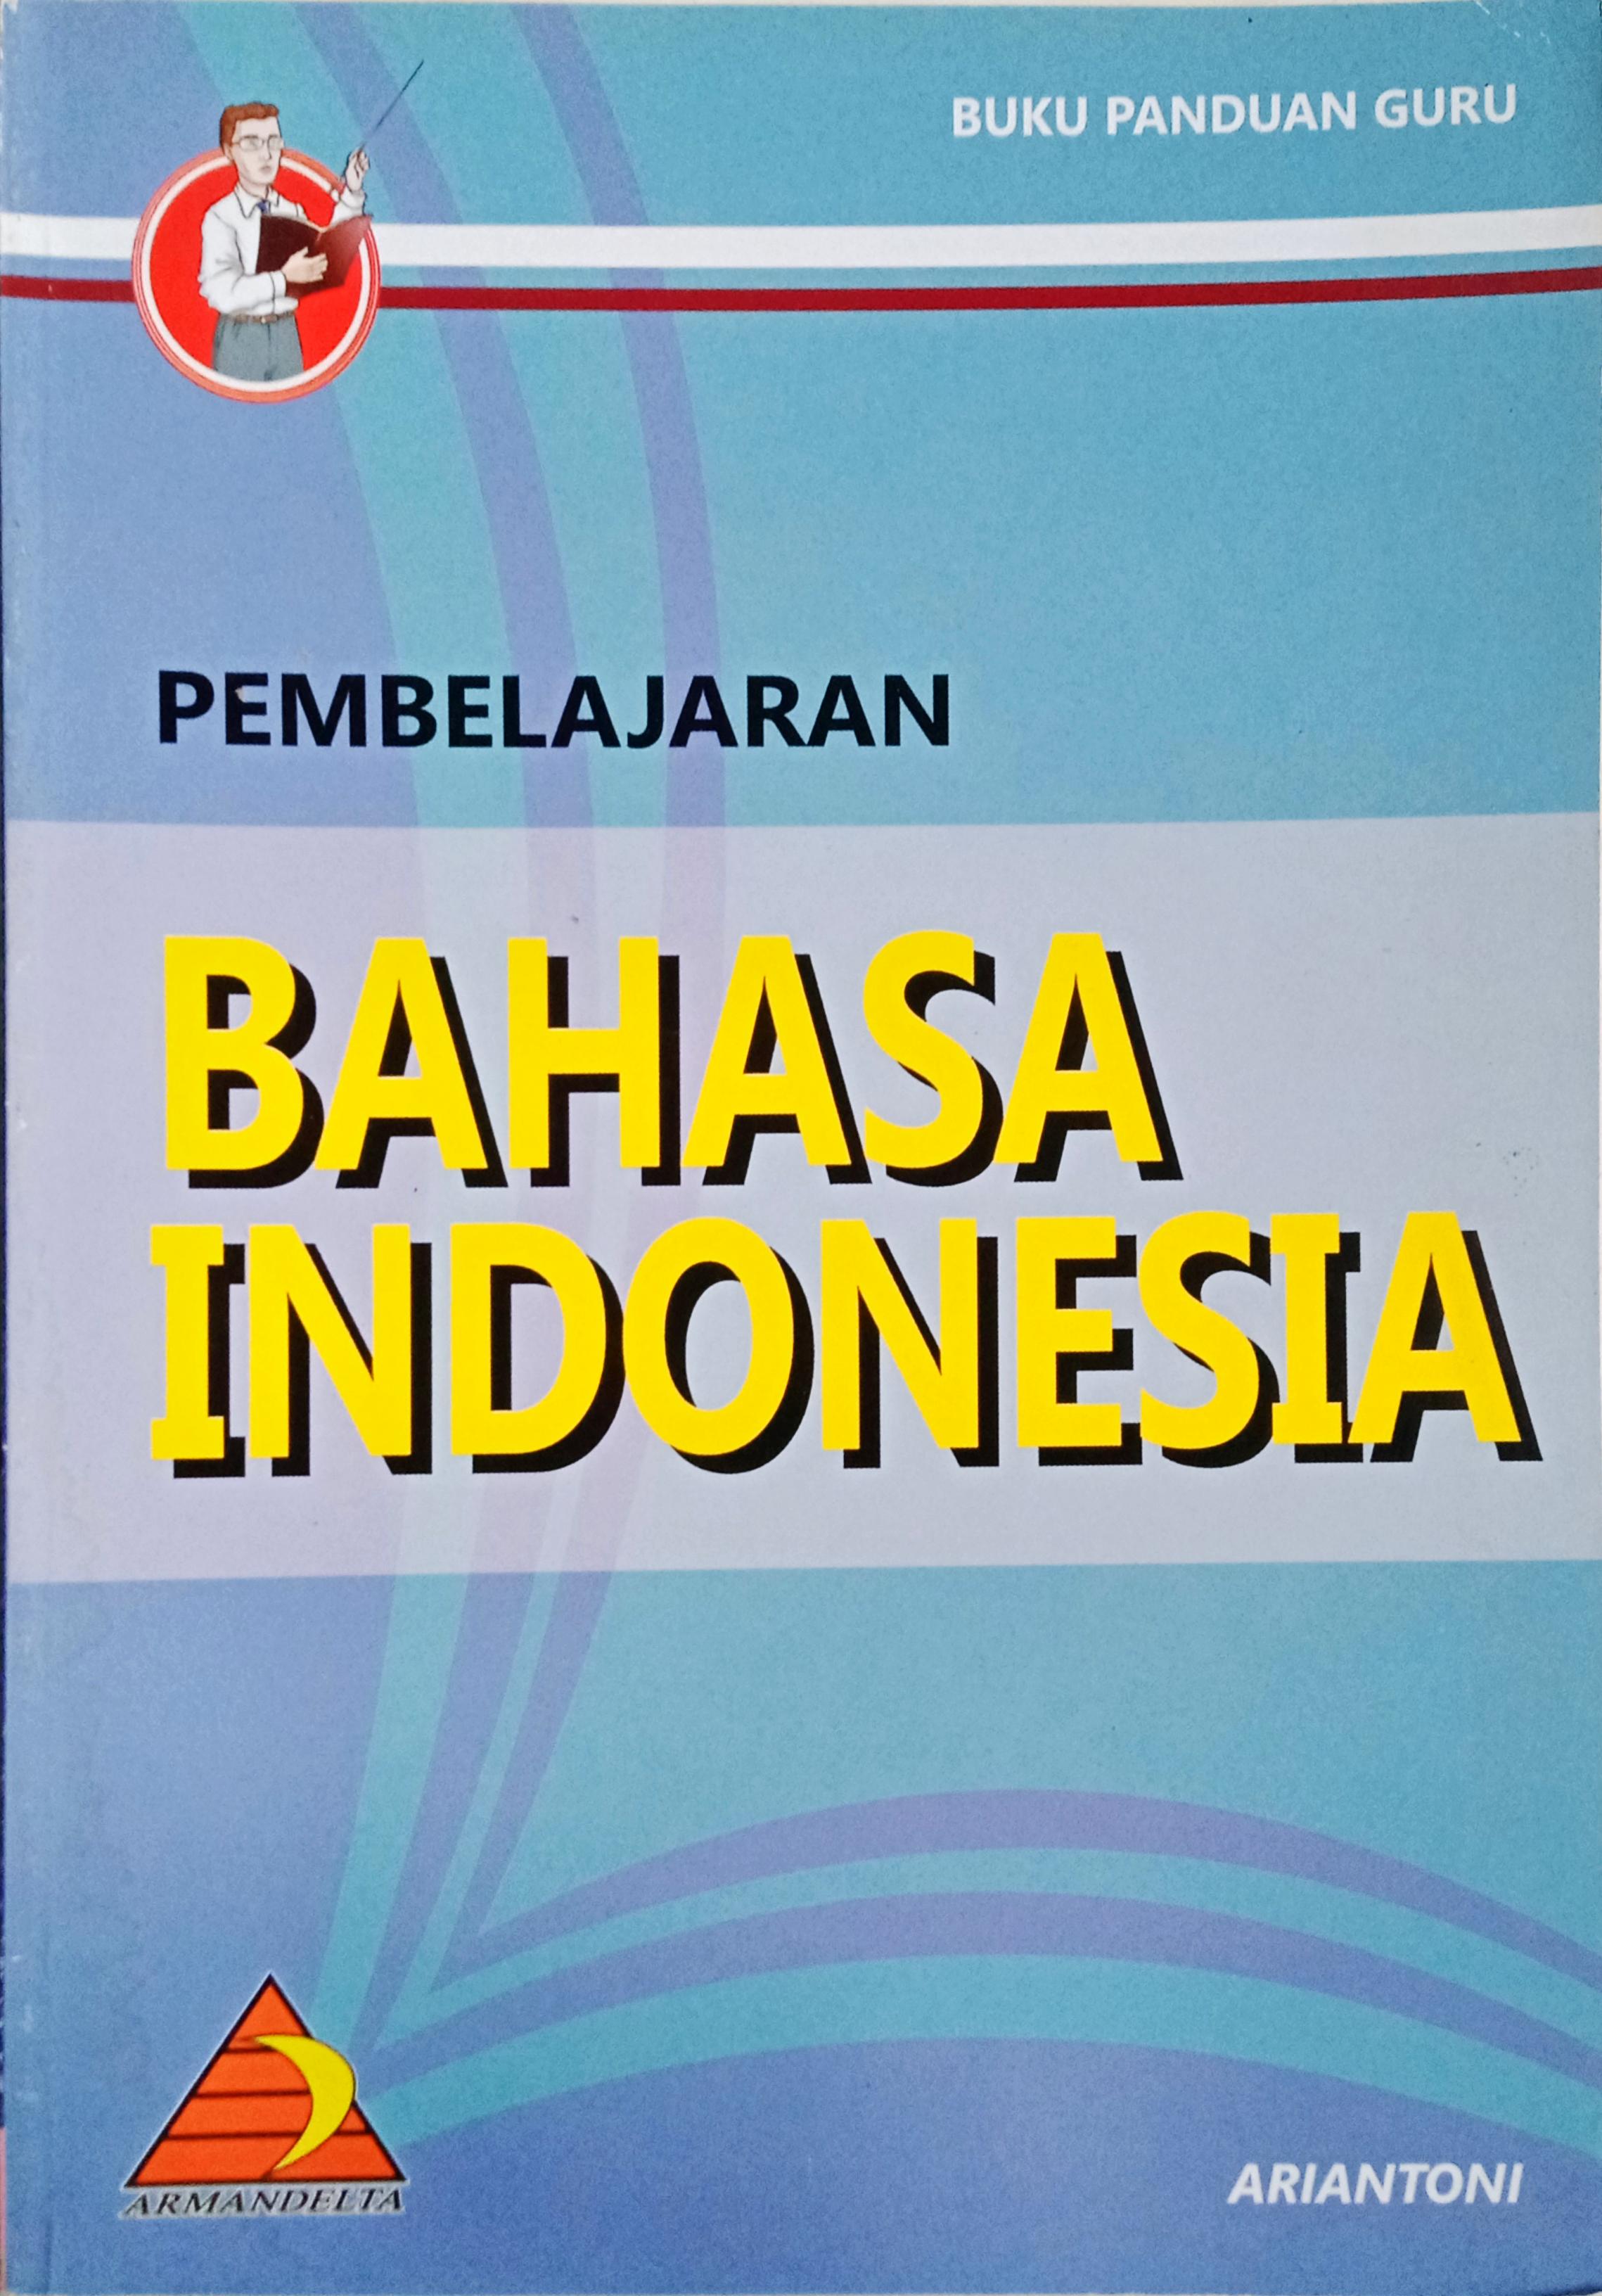 BUKU PANDUAN GURU
PEMBELAJARAN
BAHASA
INDONESIA
ARMANDELTA
ARIANTONI